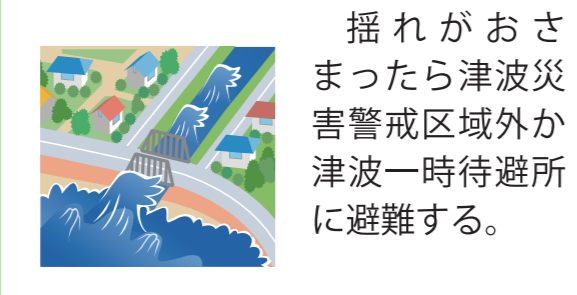 揺れがおさ
まったら津波災
害警戒区域外か
津波一時待避所
に避難する。